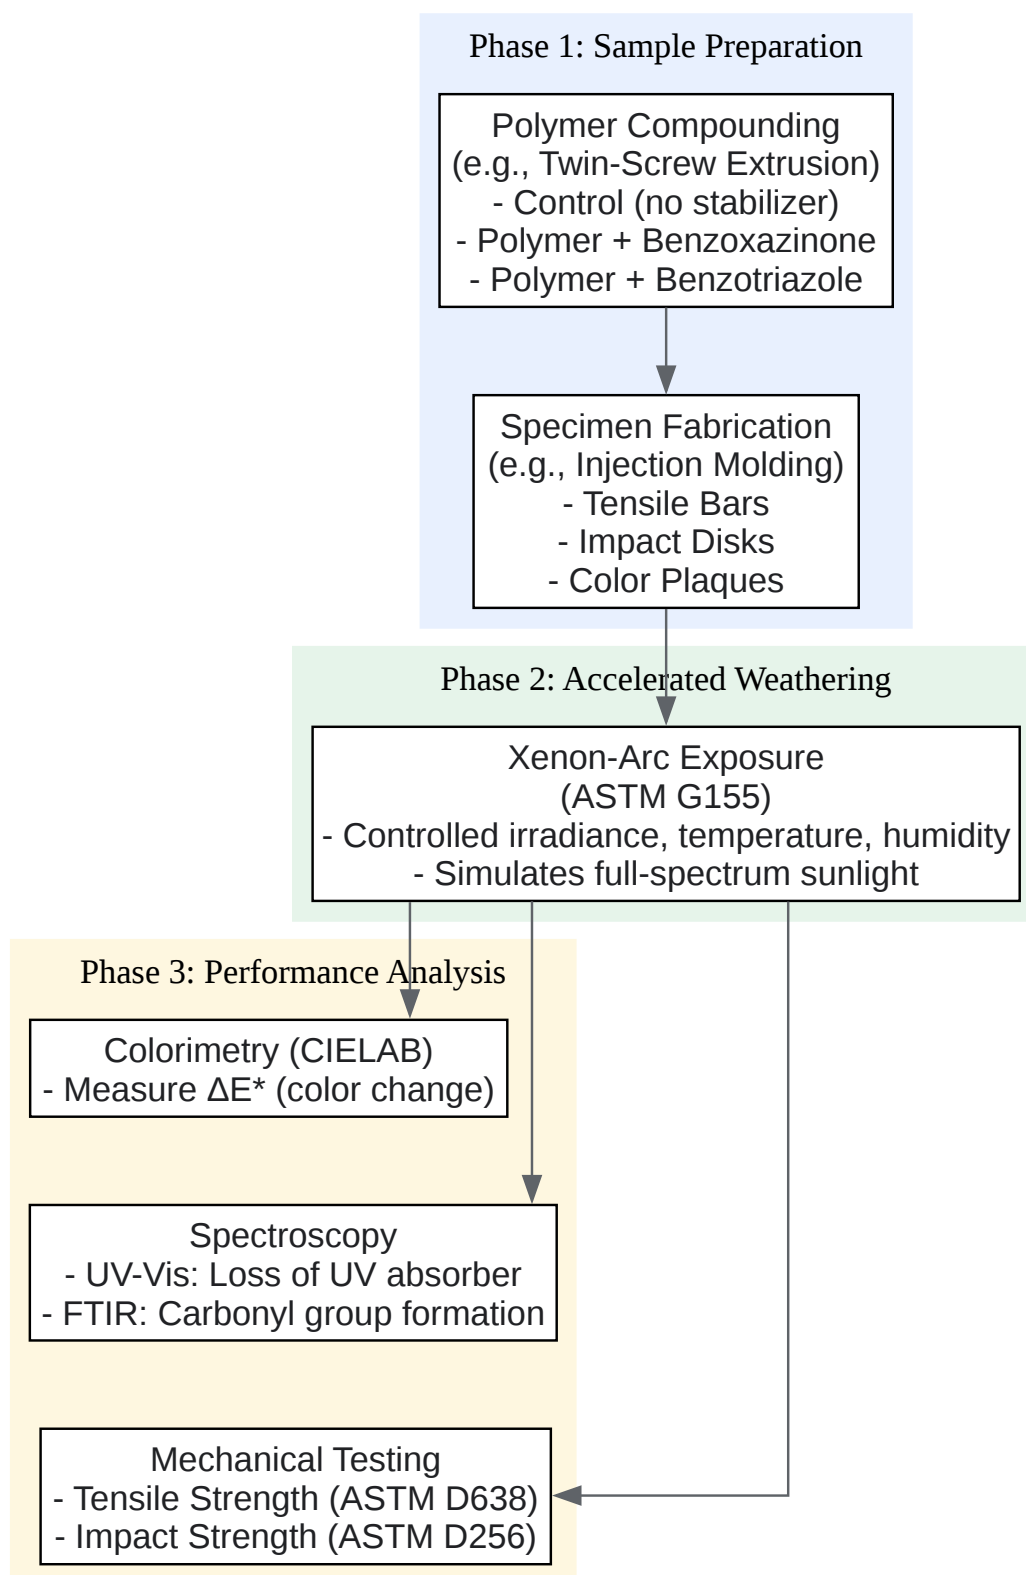 Phase 1: Sample Preparation
Polymer Compounding
(e.g., Twin-Screw Extrusion)
- Control (no stabilizer)
- Polymer + Benzoxazinone
- Polymer + Benzotriazole
Specimen Fabrication
(e.g., Injection Molding)
- Tensile Bars
- Impact Disks
- Color Plaques
Phase 2: Accelerated Weathering
Xenon-Arc Exposure
(ASTM G155)
- Controlled irradiance, temperature, humidity
- Simulates full-spectrum sunlight
Phase 3: Performance Analysis
Colorimetry (CIELAB)
- Measure ΔE* (color change)
Spectroscopy
- UV-Vis: Loss of UV absorber
- FTIR: Carbonyl group formation
Mechanical Testing
- Tensile Strength (ASTM D638)
- Impact Strength (ASTM D256)